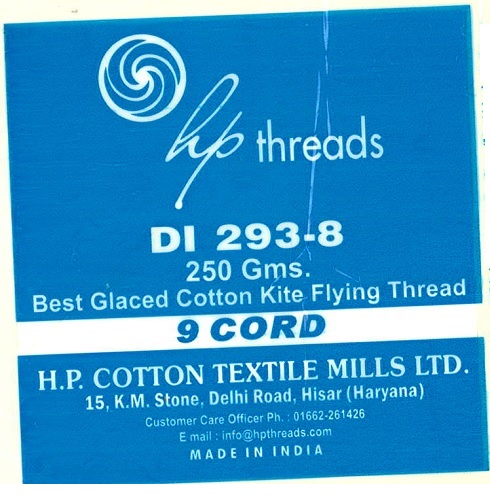 hp threads
DI 293-8
250 Gms.
Best Glaced Cotton Kite Flying Thread
9 CORD
H.P. COTTON TEXTILE MILLS LTD.
15, K.M. Stone, Delhi Road, Hisar (Haryana)
Customer Care Officer Ph. : 01662-261426
E mail : info@hpthreads.com
MADE IN INDIA